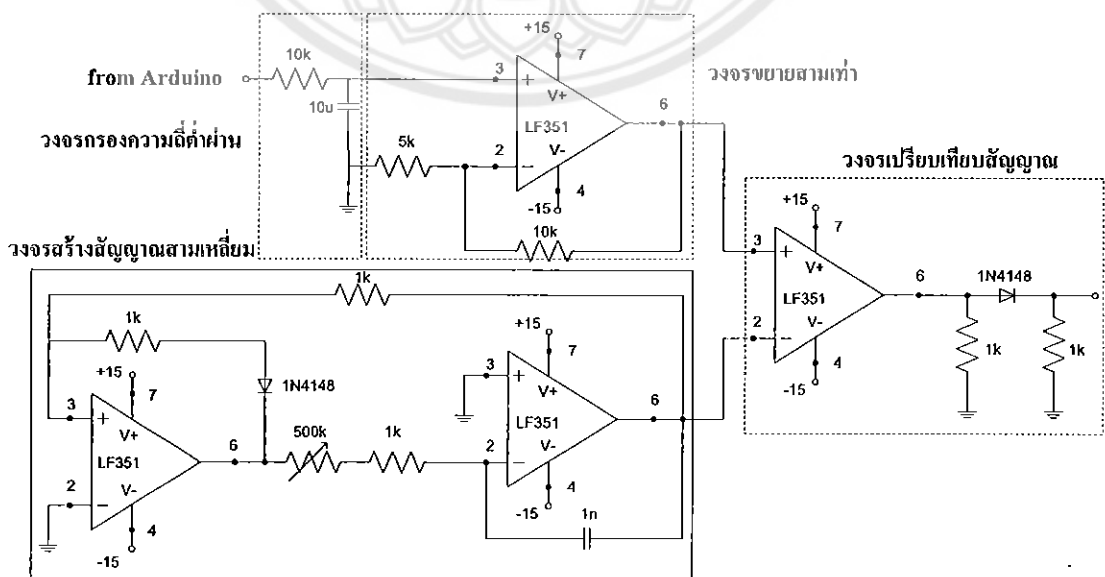 +15
7
10k
from Arduino
3
+
V+
วงจรขยายสามเท่า
10u
LF351
6
วงจรกรองความถี่ต่ำผ่าน
5k
2
V-
4
-15
10k
วงจรเปรียบเทียบสัญญาณ
+15
7
3
+
V+
LF351
6
1N4148
2
V-
4
-15
1k
1k
วงจรสร้างสัญญาณสามเหลี่ยม
1k
1k
+15
7
3
+
V+
LF351
6
2
V-
4
-15
1N4148
500k
1k
+15
7
3
+
V+
LF351
6
2
V-
4
-15
1n